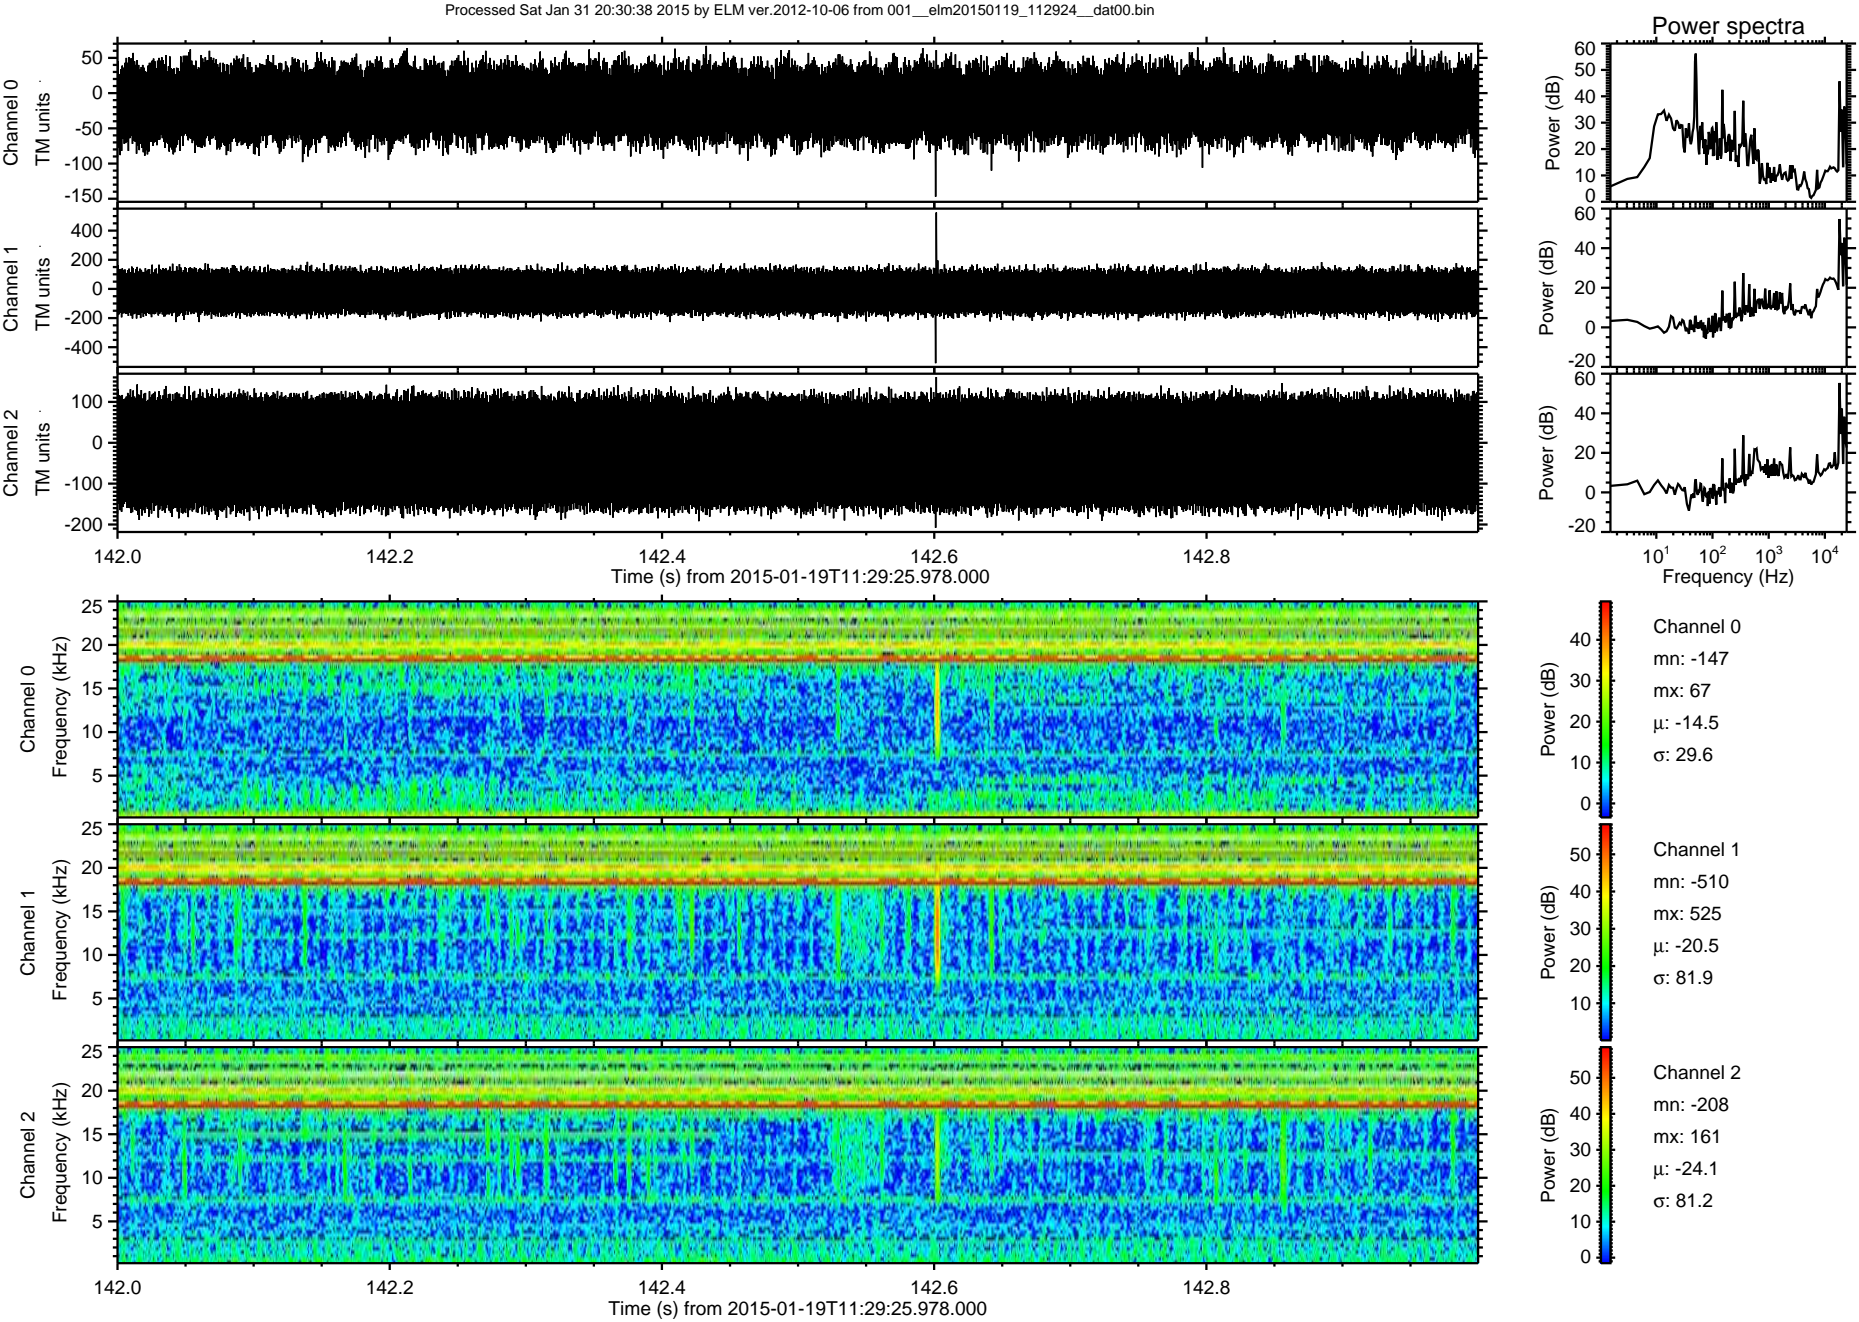 Processed Sat Jan 31 20:30:38 2015 by ELM ver.2012-10-06 from 001__elm20150119_112924__dat00.bin
Power spectra
Channel 0
TM units
50
0
-50
-100
-150
Power (dB)
60
50
40
30
20
10
0
Channel 1
TM units
400
200
0
-200
-400
Power (dB)
60
40
20
0
-20
Channel 2
TM units
100
0
-100
-200
Power (dB)
60
40
20
0
-20
142.0 142.2 142.4 142.6 142.8
Time (s) from 2015-01-19T11:29:25.978.000
10^1 10^2 10^3 10^4
Frequency (Hz)
Channel 0
Frequency (kHz)
25
20
15
10
5
Power (dB)
40
30
20
10
0
Channel 0
mn: -147
mx: 67
μ: -14.5
σ: 29.6
Channel 1
Frequency (kHz)
25
20
15
10
5
Power (dB)
50
40
30
20
10
Channel 1
mn: -510
mx: 525
μ: -20.5
σ: 81.9
Channel 2
Frequency (kHz)
25
20
15
10
5
Power (dB)
50
40
30
20
10
0
Channel 2
mn: -208
mx: 161
μ: -24.1
σ: 81.2
142.0 142.2 142.4 142.6 142.8
Time (s) from 2015-01-19T11:29:25.978.000